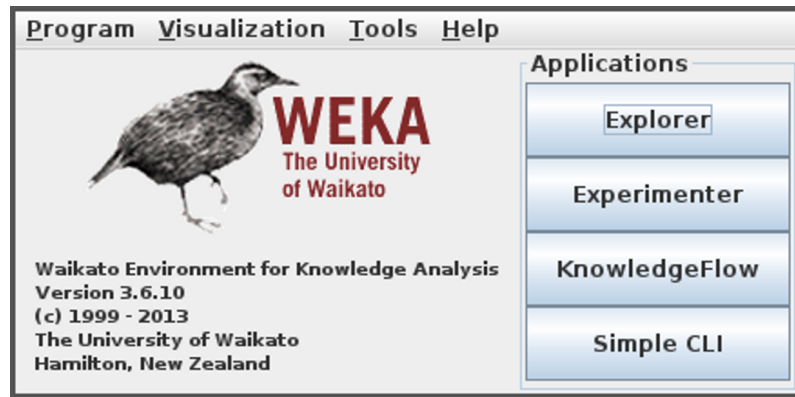 Program Visualization Tools Help
WEKA
The University
of Waikato
Waikato Environment for Knowledge Analysis
Version 3.6.10
(c) 1999 - 2013
The University of Waikato
Hamilton, New Zealand
Applications
Explorer
Experimenter
KnowledgeFlow
Simple CLI